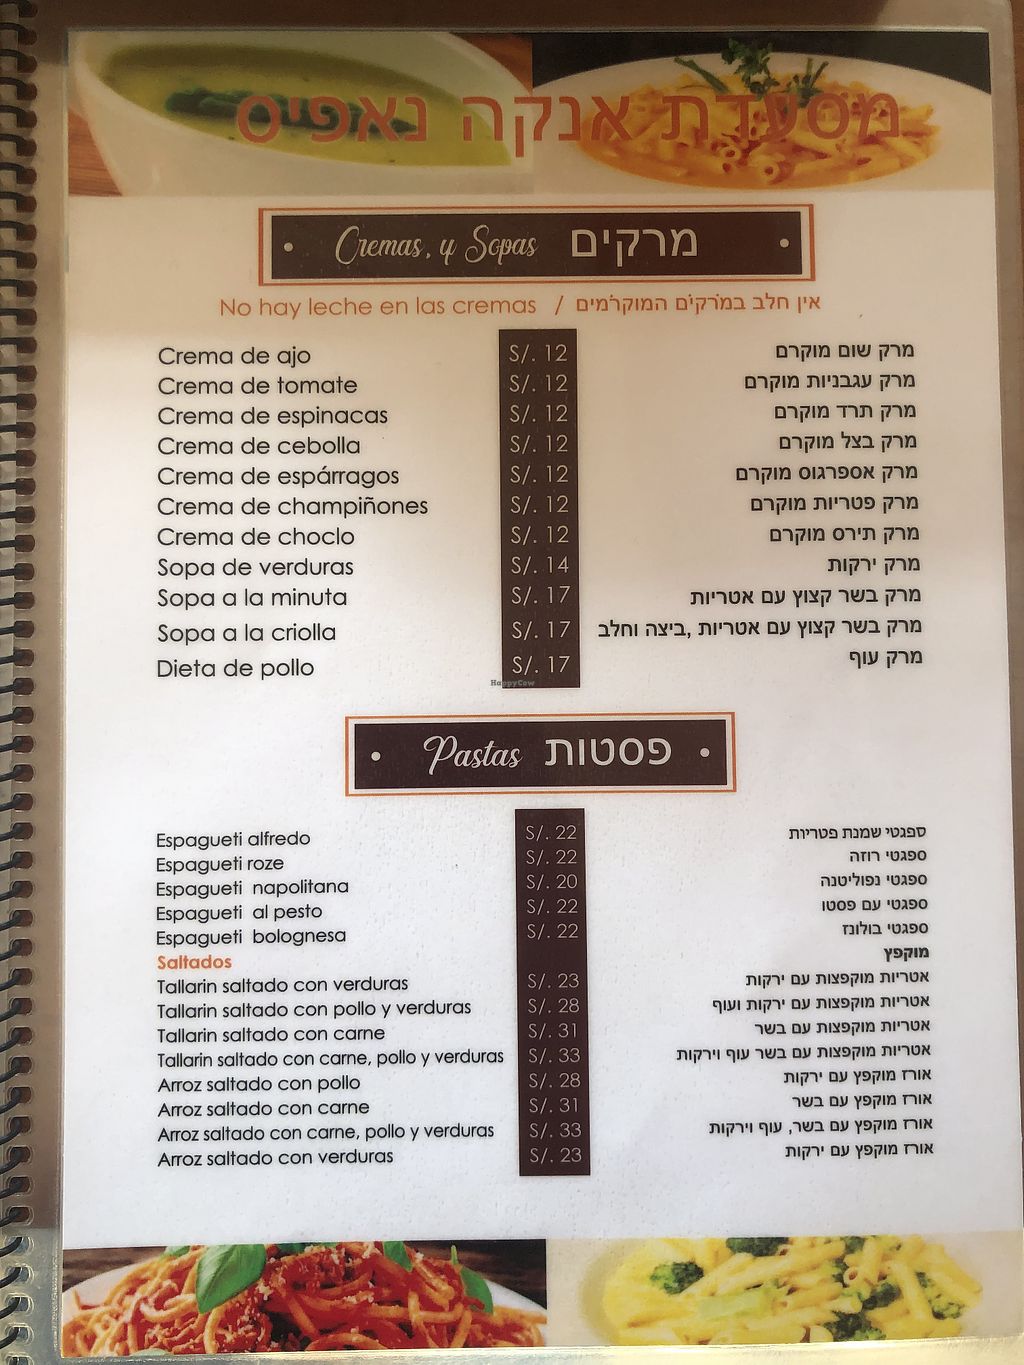 מסעדת אנקה נאפיס
Cremas, y Sopas מרקים
No hay leche en las cremas / אין חלב במרקים המוקרמים
Crema de ajo S/. 12 מרק שום מוקרם
Crema de tomate S/. 12 מרק עגבניות מוקרם
Crema de espinacas S/. 12 מרק תרד מוקרם
Crema de cebolla S/. 12 מרק בצל מוקרם
Crema de espárragos S/. 12 מרק אספרגוס מוקרם
Crema de champiñones S/. 12 מרק פטריות מוקרם
Crema de choclo S/. 12 מרק תירס מוקרם
Sopa de verduras S/. 14 מרק ירקות
Sopa a la minuta S/. 17 מרק בשר קצוץ עם אטריות
Sopa a la criolla S/. 17 מרק בשר קצוץ עם אטריות ,ביצה וחלב
Dieta de pollo S/. 17 מרק עוף
HappyCow
Pastas פסטות
Espagueti alfredo S/. 22 ספגטי שמנת פטריות
Espagueti roze S/. 22 ספגטי רוזה
Espagueti napolitana S/. 20 ספגטי נפוליטנה
Espagueti al pesto S/. 22 ספגטי עם פסטו
Espagueti bolognesa S/. 22 ספגטי בולונז
Saltados מוקפץ
Tallarin saltado con verduras S/. 23 אטריות מוקפצות עם ירקות
Tallarin saltado con pollo y verduras S/. 28 אטריות מוקפצות עם ירקות ועוף
Tallarin saltado con carne S/. 31 אטריות מוקפצות עם בשר
Tallarin saltado con carne, pollo y verduras S/. 33 אטריות מוקפצות עם בשר עוף וירקות
Arroz saltado con pollo S/. 28 אורז מוקפץ עם ירקות
Arroz saltado con carne S/. 31 אורז מוקפץ עם בשר
Arroz saltado con carne, pollo y verduras S/. 33 אורז מוקפץ עם בשר, עוף וירקות
Arroz saltado con verduras S/. 23 אורז מוקפץ עם ירקות